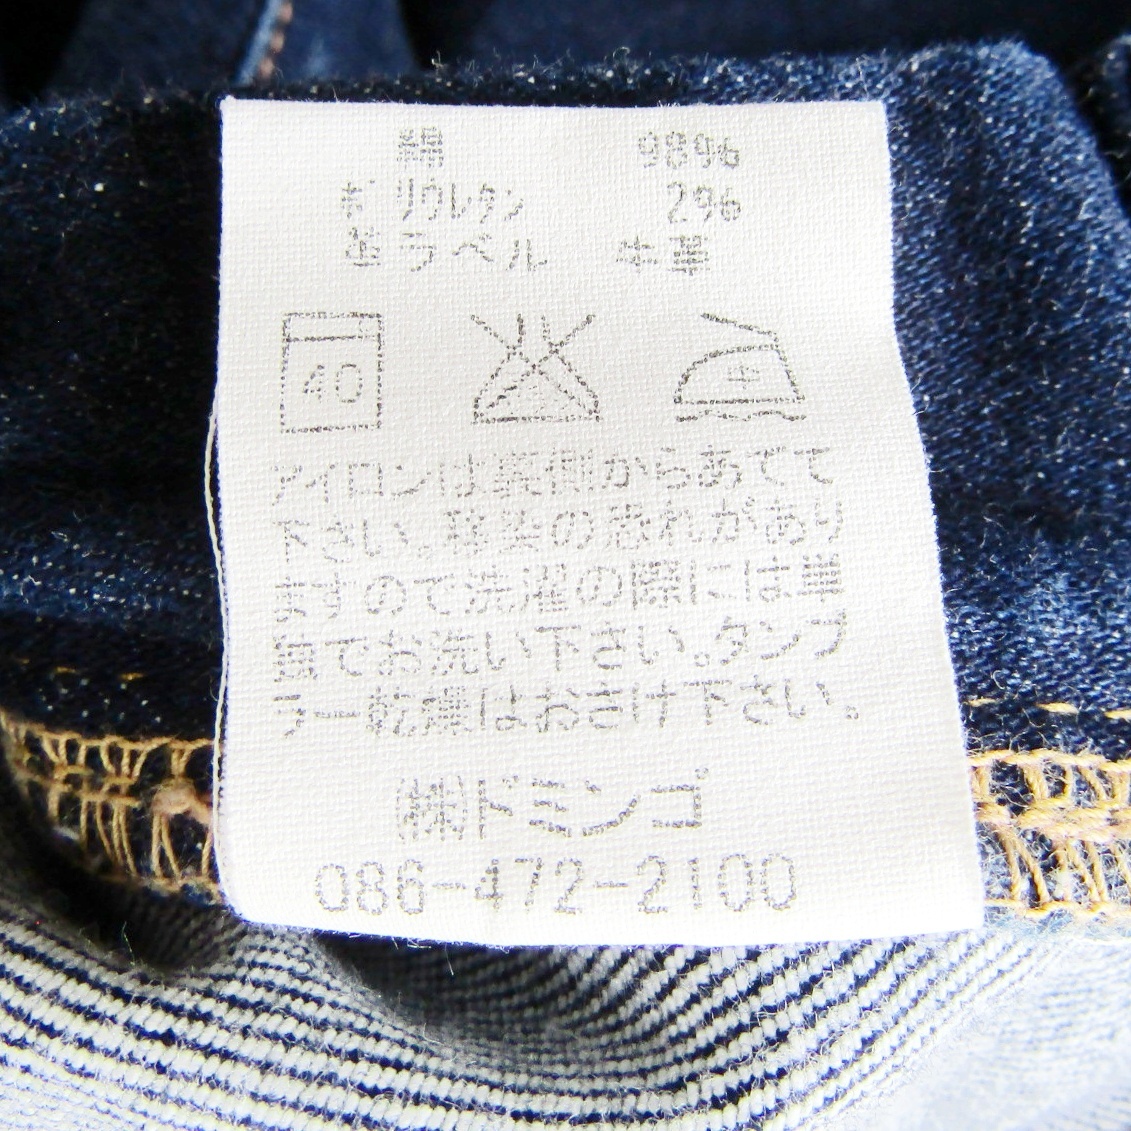 綿 98%
ポリウレタン 2%
革ラベル 牛革
40
中
アイロンは裏側からあてて
下さい。移染の恐れがあり
ますので洗濯の際には単
独でお洗い下さい。タンブ
ラー乾燥はおさけ下さい。
㈱ドミンゴ
086-472-2100